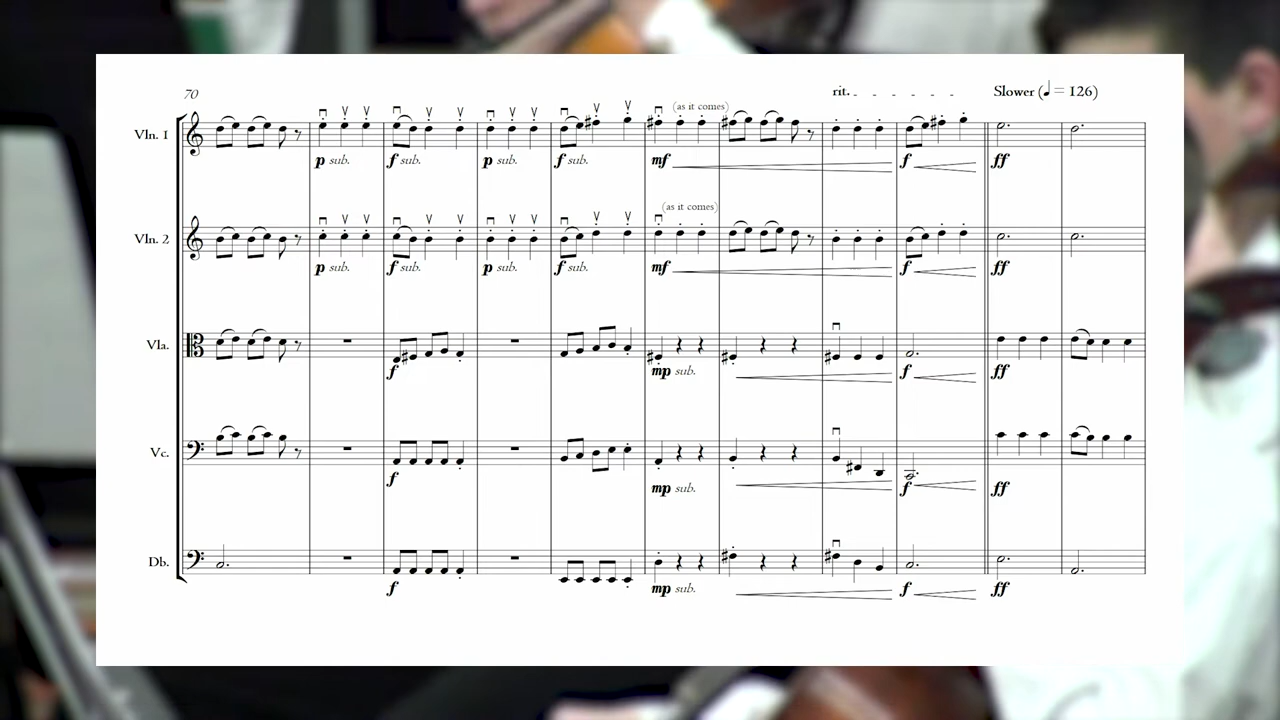 70
rit.
Slower (♩ = 126)
(as it comes)
Vln. 1
p sub.
f sub.
p sub.
f sub.
mf
f
ff
(as it comes)
Vln. 2
p sub.
f sub.
p sub.
f sub.
mf
f
ff
Vla.
f
mp sub.
f
ff
Vc.
f
mp sub.
f
ff
Db.
f
mp sub.
f
ff